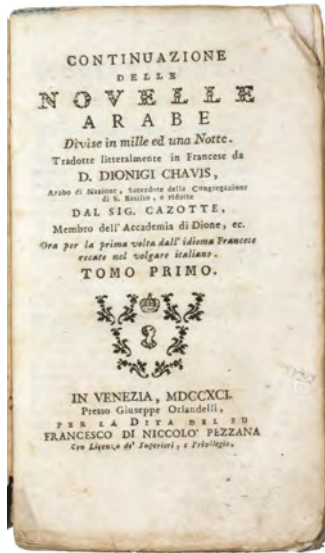 CONTINUAZIONE
DELLE
NOVELLE
ARABE
Divise in mille ed una Notte.
Tradotte litteralmente in Francese da
D. DIONIGI CHAVIS,
Arabo di Nazione, Sacerdote della Congregazione
di S. Basilio, e ridotte
DAL SIG. CAZOTTE,
Membro dell' Accademia di Dione, ec.
Ora per la prima volta dall' idioma Francese
recate nel volgare italiano.
TOMO PRIMO.
IN VENEZIA, MDCCXCI.
Presso Giuseppe Orlandelli,
PER LA DITA DEL FU
FRANCESCO DI NICCOLO' PEZZANA
Con Licenza de' Superiori, e Privilegio.